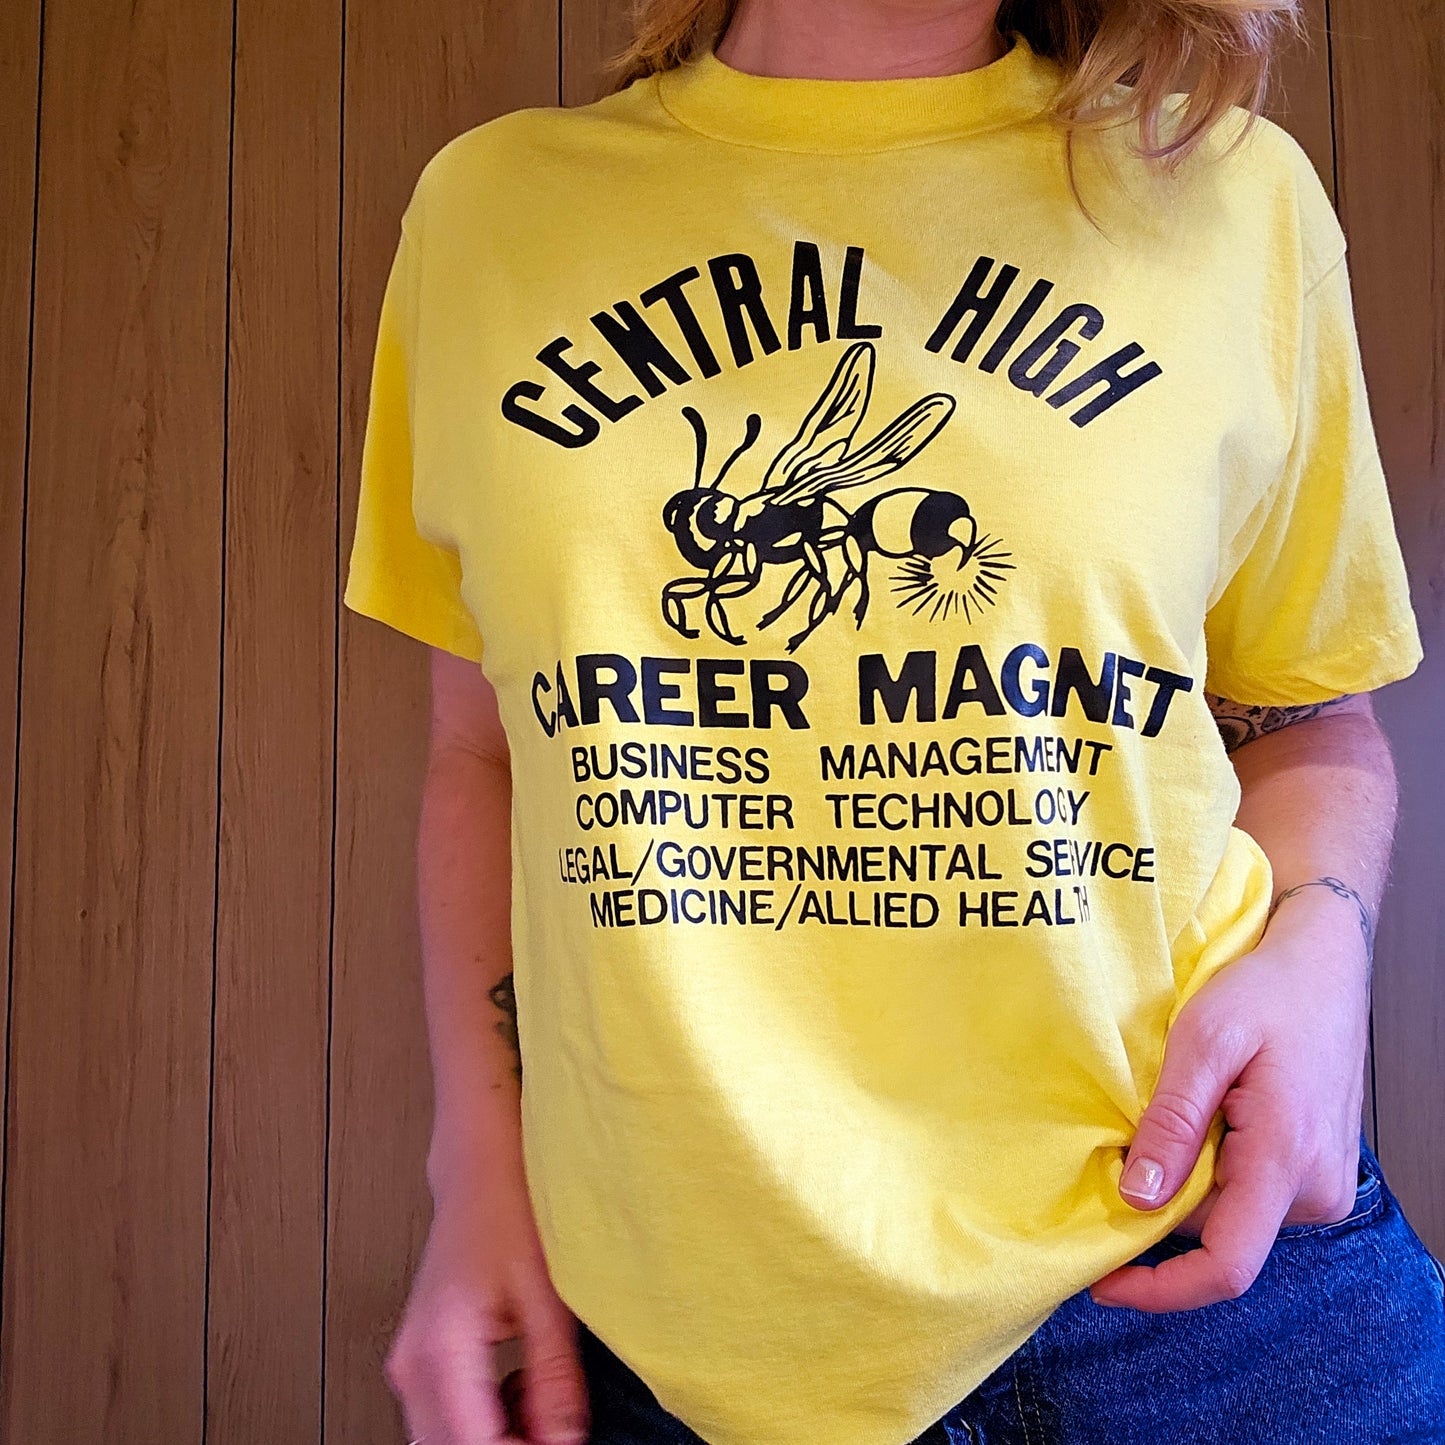 CENTRAL HIGH
CAREER MAGNET
BUSINESS MANAGEMENT
COMPUTER TECHNOLOGY
LEGAL/GOVERNMENTAL SERVICE
MEDICINE/ALLIED HEALTH